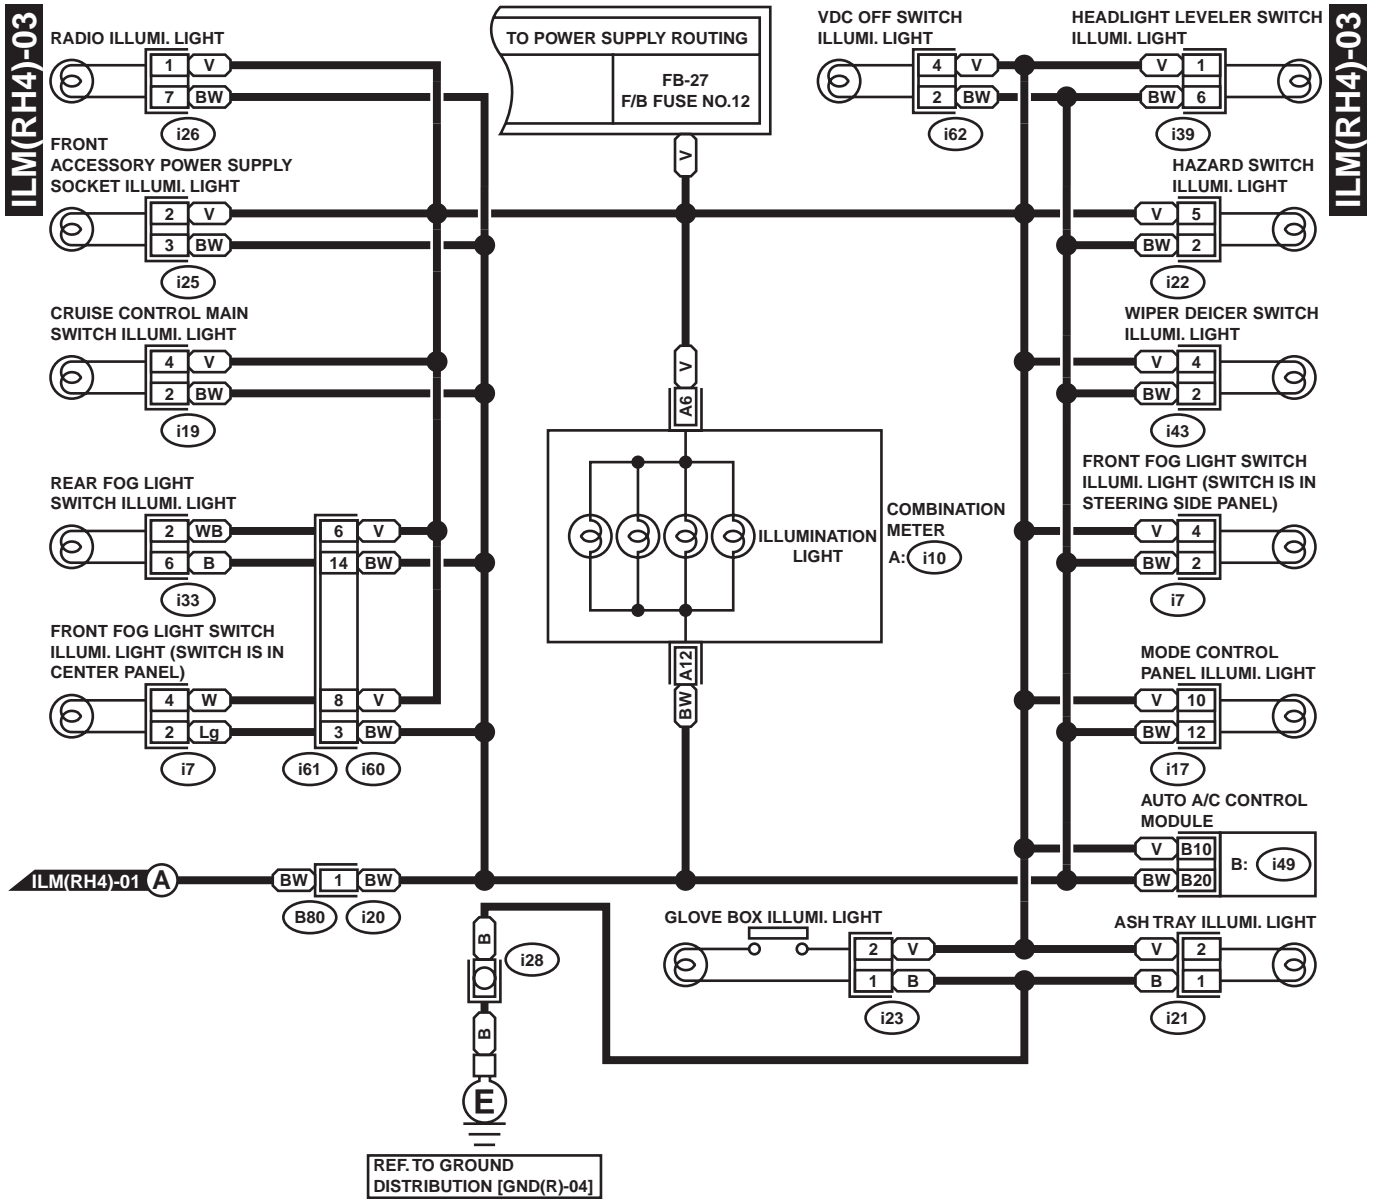 ILM(RH4)-03
RADIO ILLUMI. LIGHT
1 V
7 BW
i26
FRONT
ACCESSORY POWER SUPPLY
SOCKET ILLUMI. LIGHT
2 V
3 BW
i25
CRUISE CONTROL MAIN
SWITCH ILLUMI. LIGHT
4 V
2 BW
i19
REAR FOG LIGHT
SWITCH ILLUMI. LIGHT
2 WB 6 V
6 B 14 BW
i33
FRONT FOG LIGHT SWITCH
ILLUMI. LIGHT (SWITCH IS IN
CENTER PANEL)
4 W 8 V
2 Lg 3 BW
i7 i61 i60
ILM(RH4)-01 A BW 1 BW
B80 i20
TO POWER SUPPLY ROUTING
FB-27
F/B FUSE NO.12
V
V
A6
ILLUMINATION
LIGHT
COMBINATION
METER
A: i10
A12
BW
B
i28
B
E
REF. TO GROUND
DISTRIBUTION [GND(R)-04]
GLOVE BOX ILLUMI. LIGHT
2 V
1 B
i23
VDC OFF SWITCH
ILLUMI. LIGHT
4 V
2 BW
i62
HEADLIGHT LEVELER SWITCH
ILLUMI. LIGHT
V 1
BW 6
i39
HAZARD SWITCH
ILLUMI. LIGHT
V 5
BW 2
i22
WIPER DEICER SWITCH
ILLUMI. LIGHT
V 4
BW 2
i43
FRONT FOG LIGHT SWITCH
ILLUMI. LIGHT (SWITCH IS IN
STEERING SIDE PANEL)
V 4
BW 2
i7
MODE CONTROL
PANEL ILLUMI. LIGHT
V 10
BW 12
i17
AUTO A/C CONTROL
MODULE
V B10
BW B20
B: i49
ASH TRAY ILLUMI. LIGHT
V 2
B 1
i21
ILM(RH4)-03